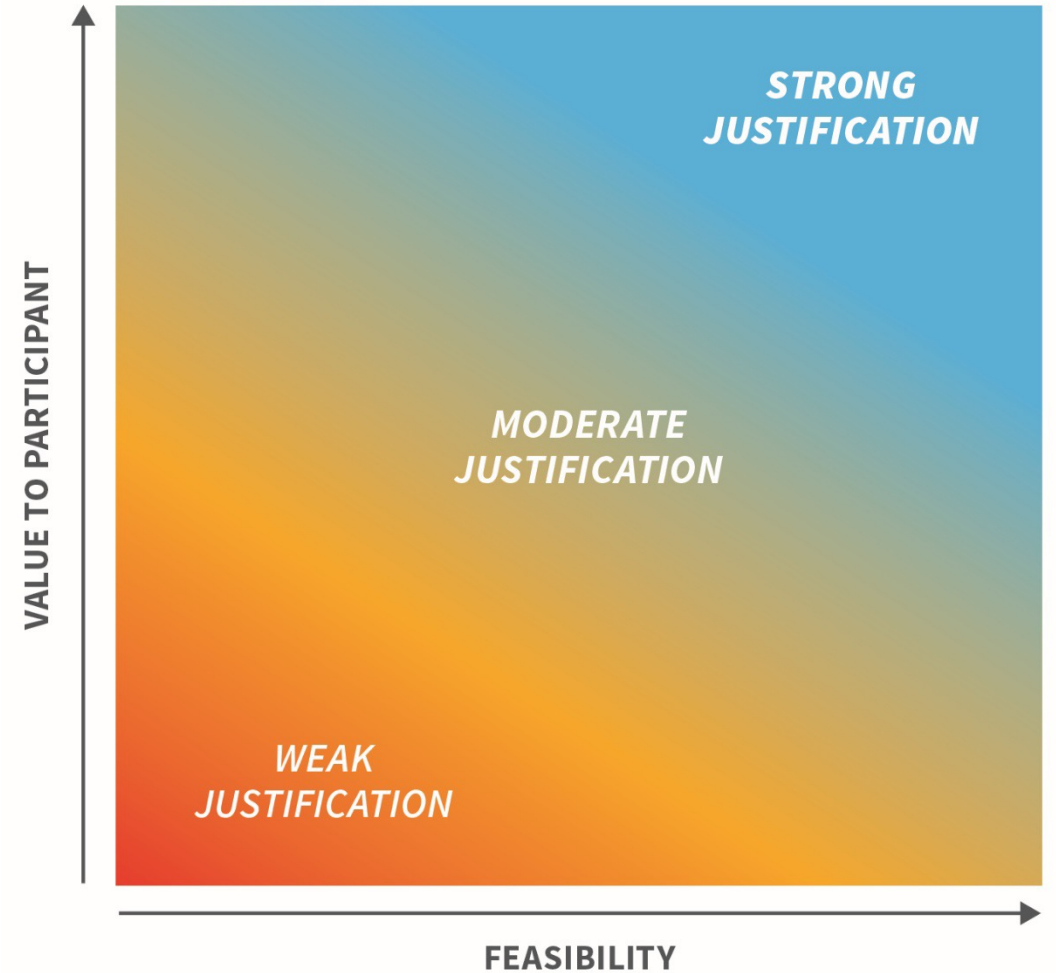 STRONG
JUSTIFICATION
VALUE TO PARTICIPANT
MODERATE
JUSTIFICATION
WEAK
JUSTIFICATION
FEASIBILITY